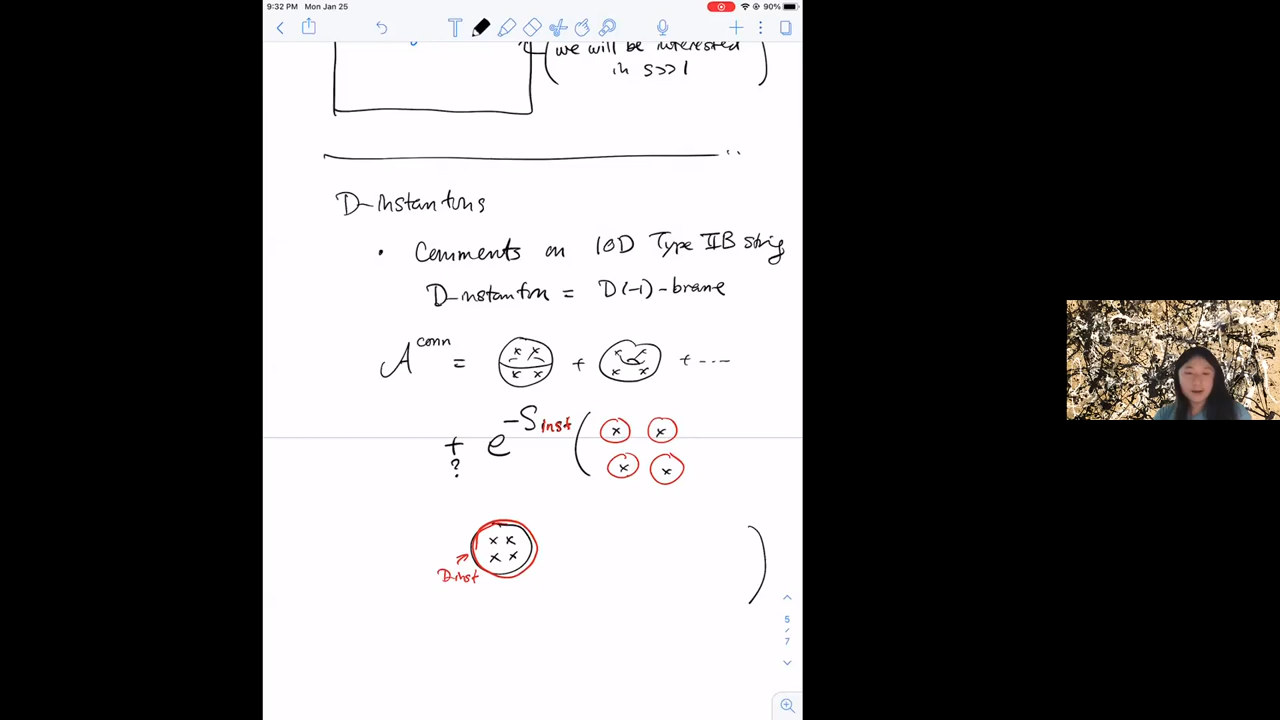 9:32 PM Mon Jan 25
90%
we will be interested
in s>>1
D-instantons
• Comments on 10D Type IIB string
D-instanton = D(-1)-brane
A^conn = + + ----
+ e^-S_inst (
?
D-inst )
5
/
7